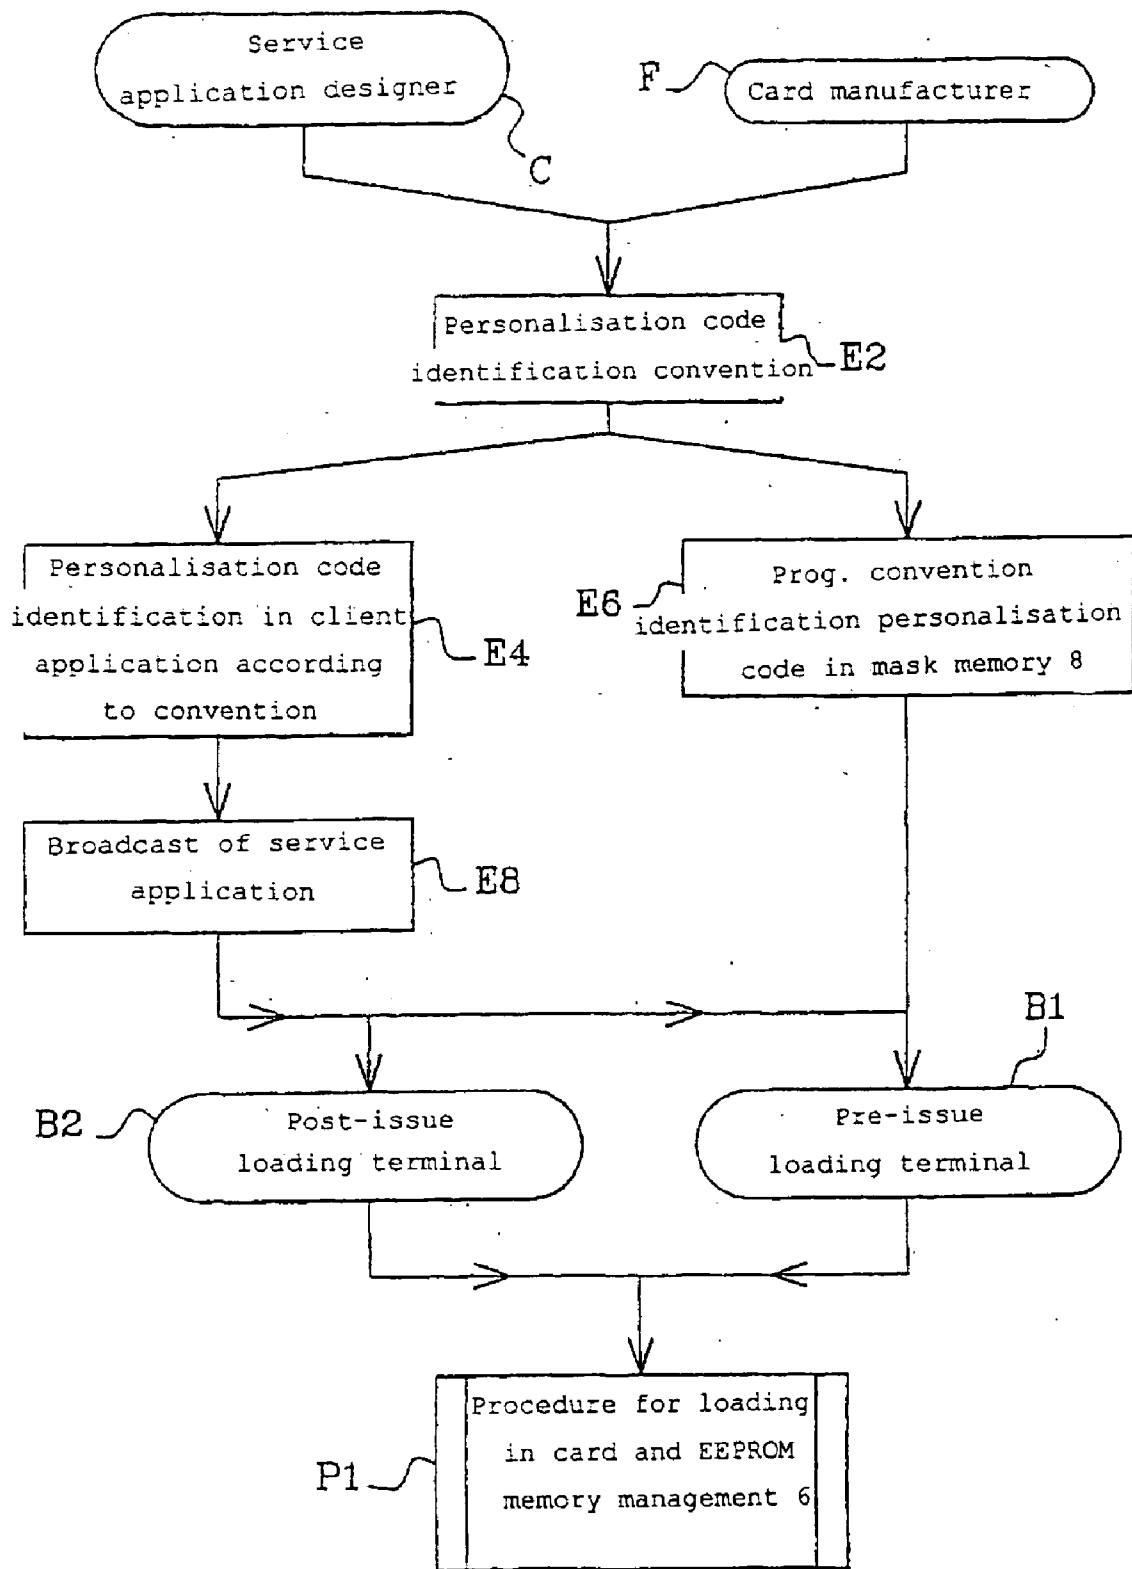 Service
application designer
C
F
Card manufacturer
Personalisation code
identification convention
E2
Personalisation code
identification in client
application according
to convention
E4
E6
Prog. convention
identification personalisation
code in mask memory 8
Broadcast of service
application
E8
B1
B2
Post-issue
loading terminal
Pre-issue
loading terminal
P1
Procedure for loading
in card and EEPROM
memory management 6